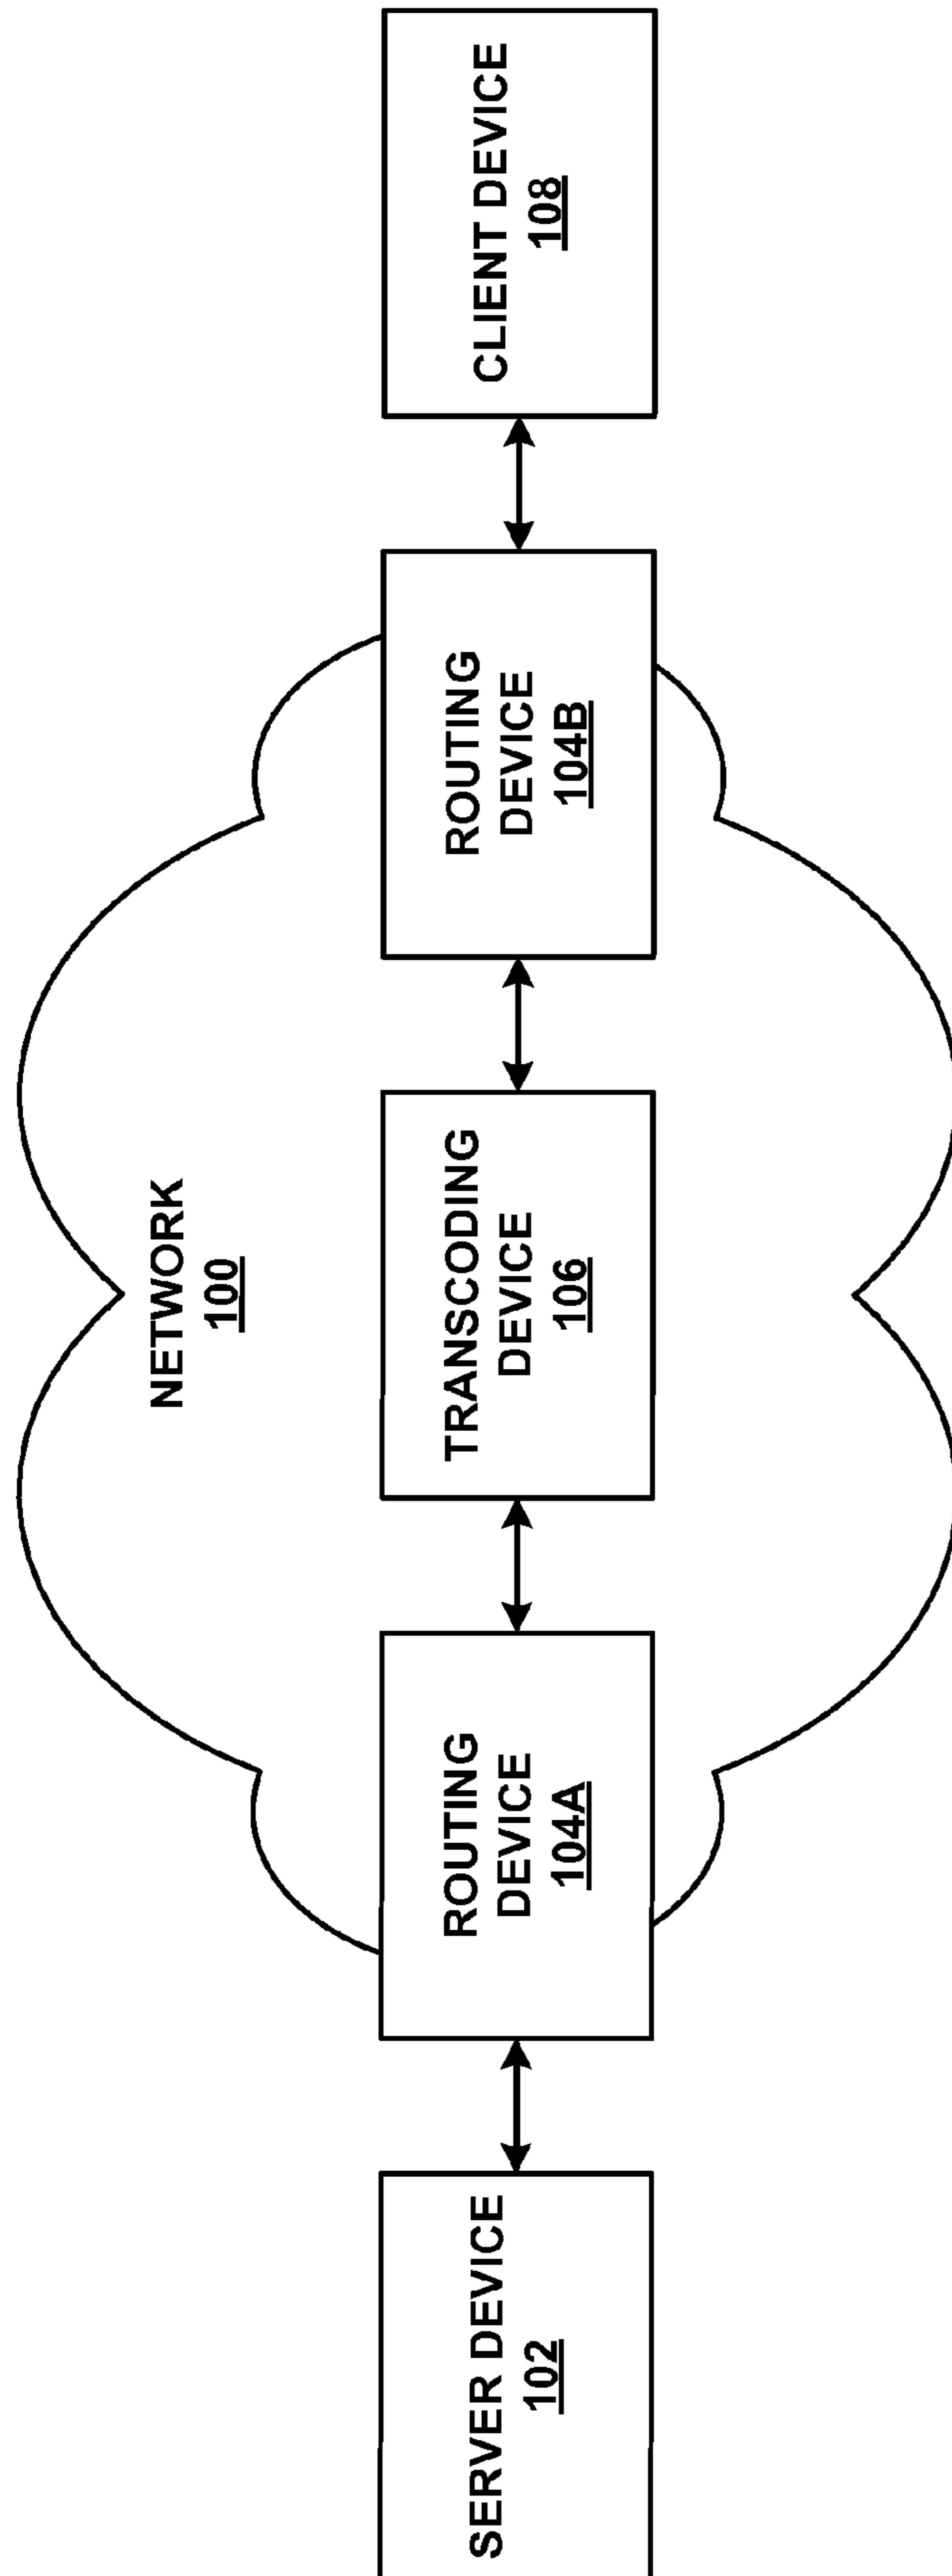 NETWORK
100
SERVER DEVICE
102
ROUTING
DEVICE
104A
TRANSCODING
DEVICE
106
ROUTING
DEVICE
104B
CLIENT DEVICE
108